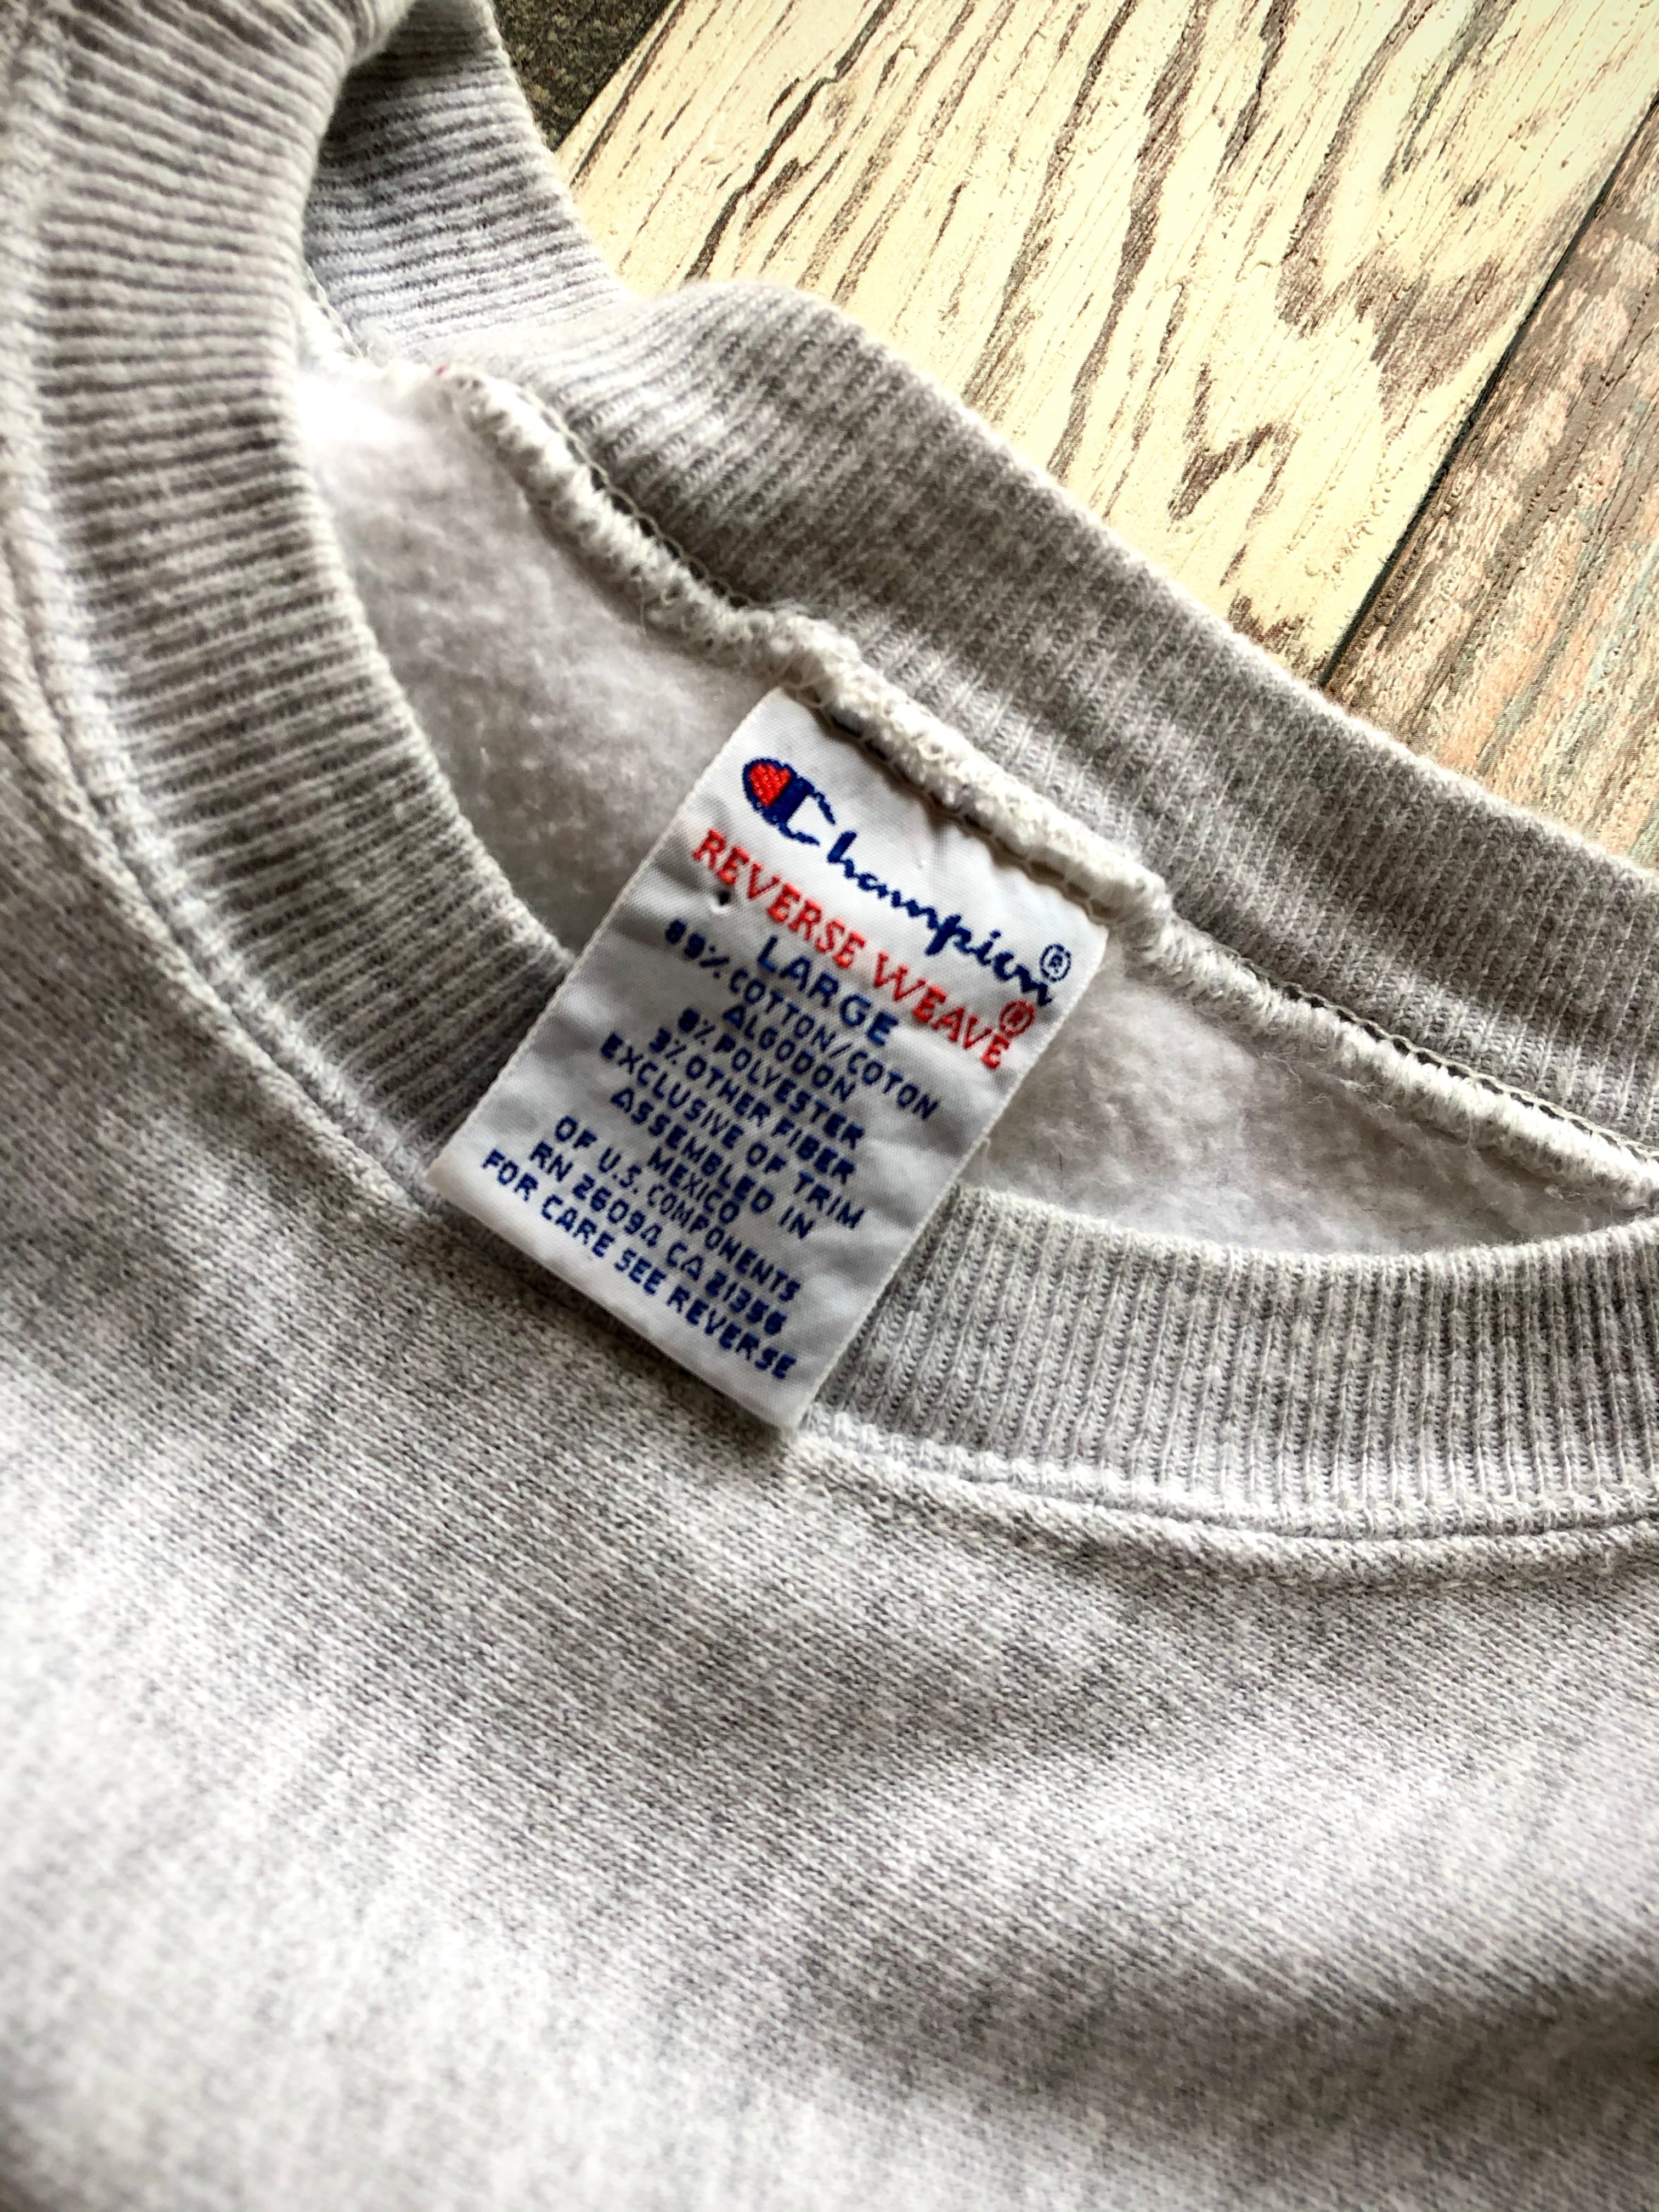 Champion®
REVERSE WEAVE®
LARGE
89% COTTON/COTON
ALGODON
8% POLYESTER
3% OTHER FIBER
EXCLUSIVE OF TRIM
ASSEMBLED IN
MEXICO
OF U.S. COMPONENTS
RN 26094 CA 21356
FOR CARE SEE REVERSE